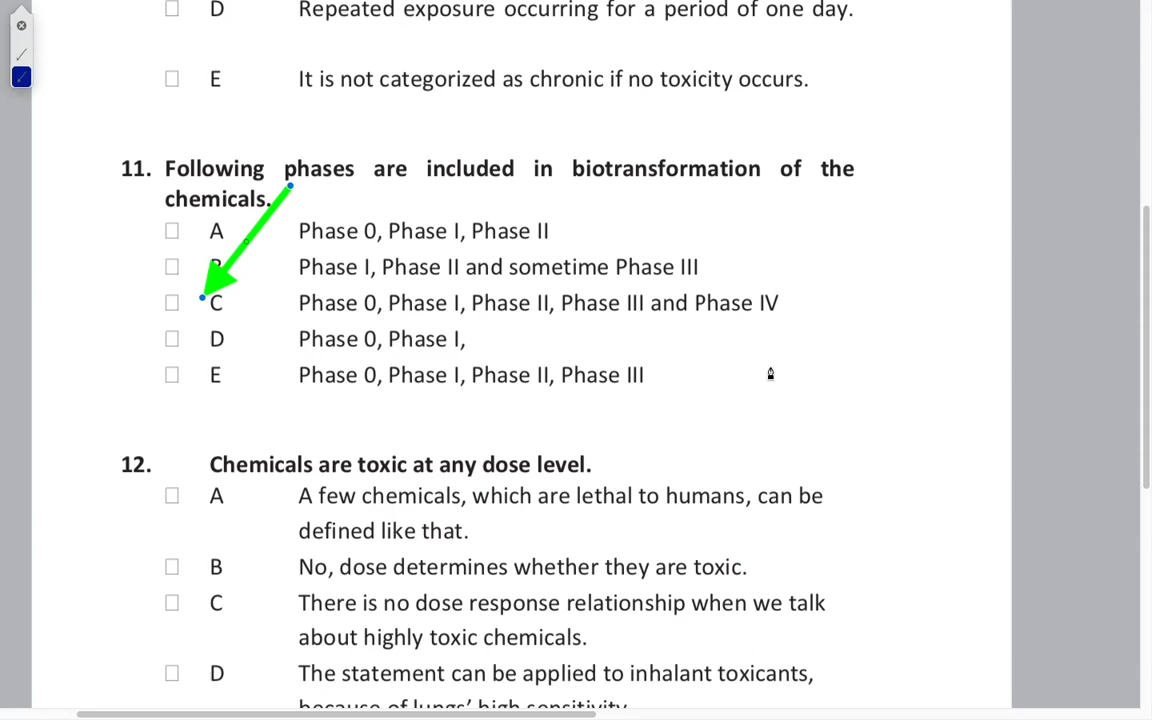 D Repeated exposure occurring for a period of one day.
E It is not categorized as chronic if no toxicity occurs.
11. Following phases are included in biotransformation of the
chemicals.
A Phase 0, Phase I, Phase II
Phase I, Phase II and sometime Phase III
C Phase 0, Phase I, Phase II, Phase III and Phase IV
D Phase 0, Phase I,
E Phase 0, Phase I, Phase II, Phase III
12. Chemicals are toxic at any dose level.
A A few chemicals, which are lethal to humans, can be
defined like that.
B No, dose determines whether they are toxic.
C There is no dose response relationship when we talk
about highly toxic chemicals.
D The statement can be applied to inhalant toxicants,
because of lungs’ high sensitivity